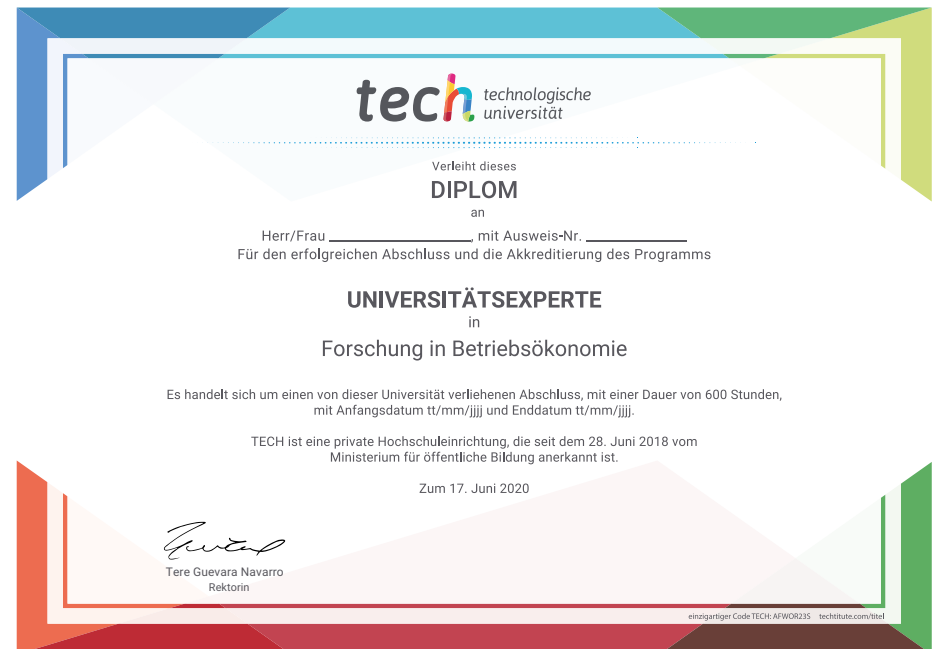 tech technologische
universität
Verleiht dieses
DIPLOM
an
Herr/Frau ____________________, mit Ausweis-Nr. ______________
Für den erfolgreichen Abschluss und die Akkreditierung des Programms
UNIVERSITÄTSEXPERTE
in
Forschung in Betriebsökonomie
Es handelt sich um einen von dieser Universität verliehenen Abschluss, mit einer Dauer von 600 Stunden,
mit Anfangsdatum tt/mm/jjjj und Enddatum tt/mm/jjjj.
TECH ist eine private Hochschuleinrichtung, die seit dem 28. Juni 2018 vom
Ministerium für öffentliche Bildung anerkannt ist.
Zum 17. Juni 2020
Tere Guevara Navarro
Rektorin
einzigartiger Code TECH: AFWOR23S techtitute.com/titel